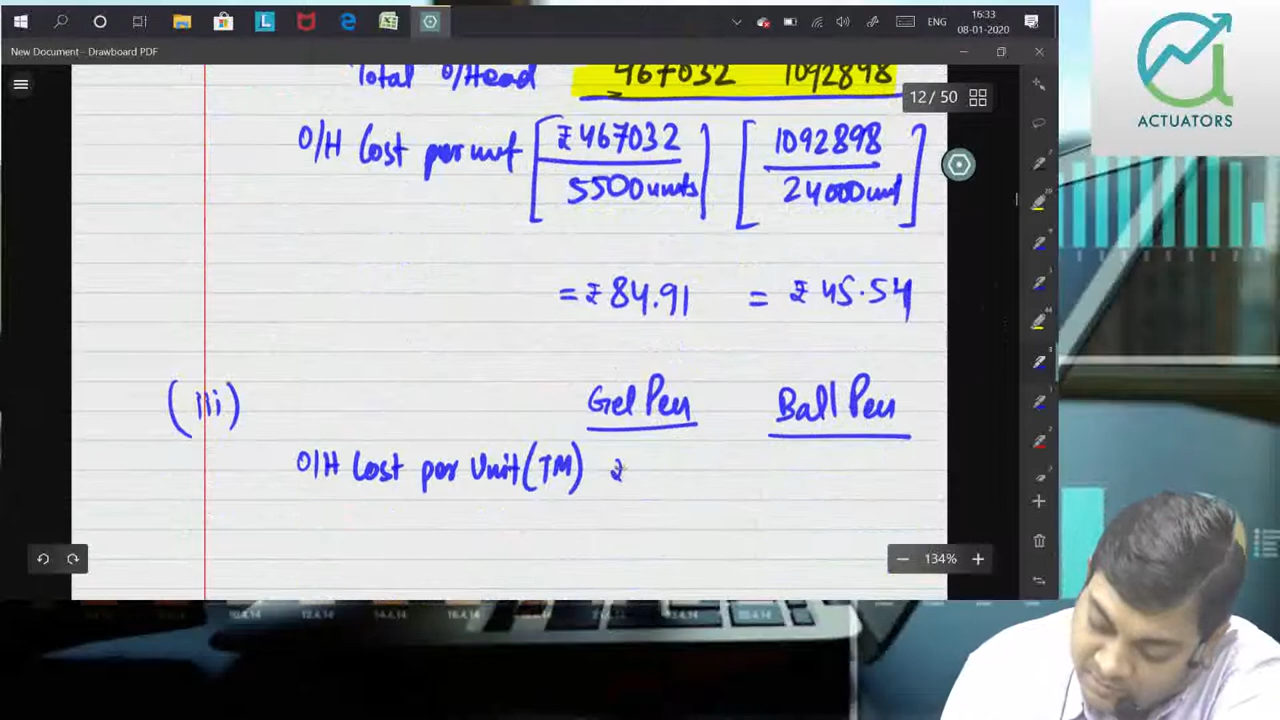 ENG
16:33
08-01-2020
New Document - Drawboard PDF
Total O/Head 467032 1092898
12 / 50
O/H Cost per unit [₹467032 / 5500 units] [1092898 / 24000 unit]
= ₹84.91 = ₹45.54
(iii) Gel Pen Ball Pen
O/H Cost per Unit (TM) ₹
134%
ACTUATORS